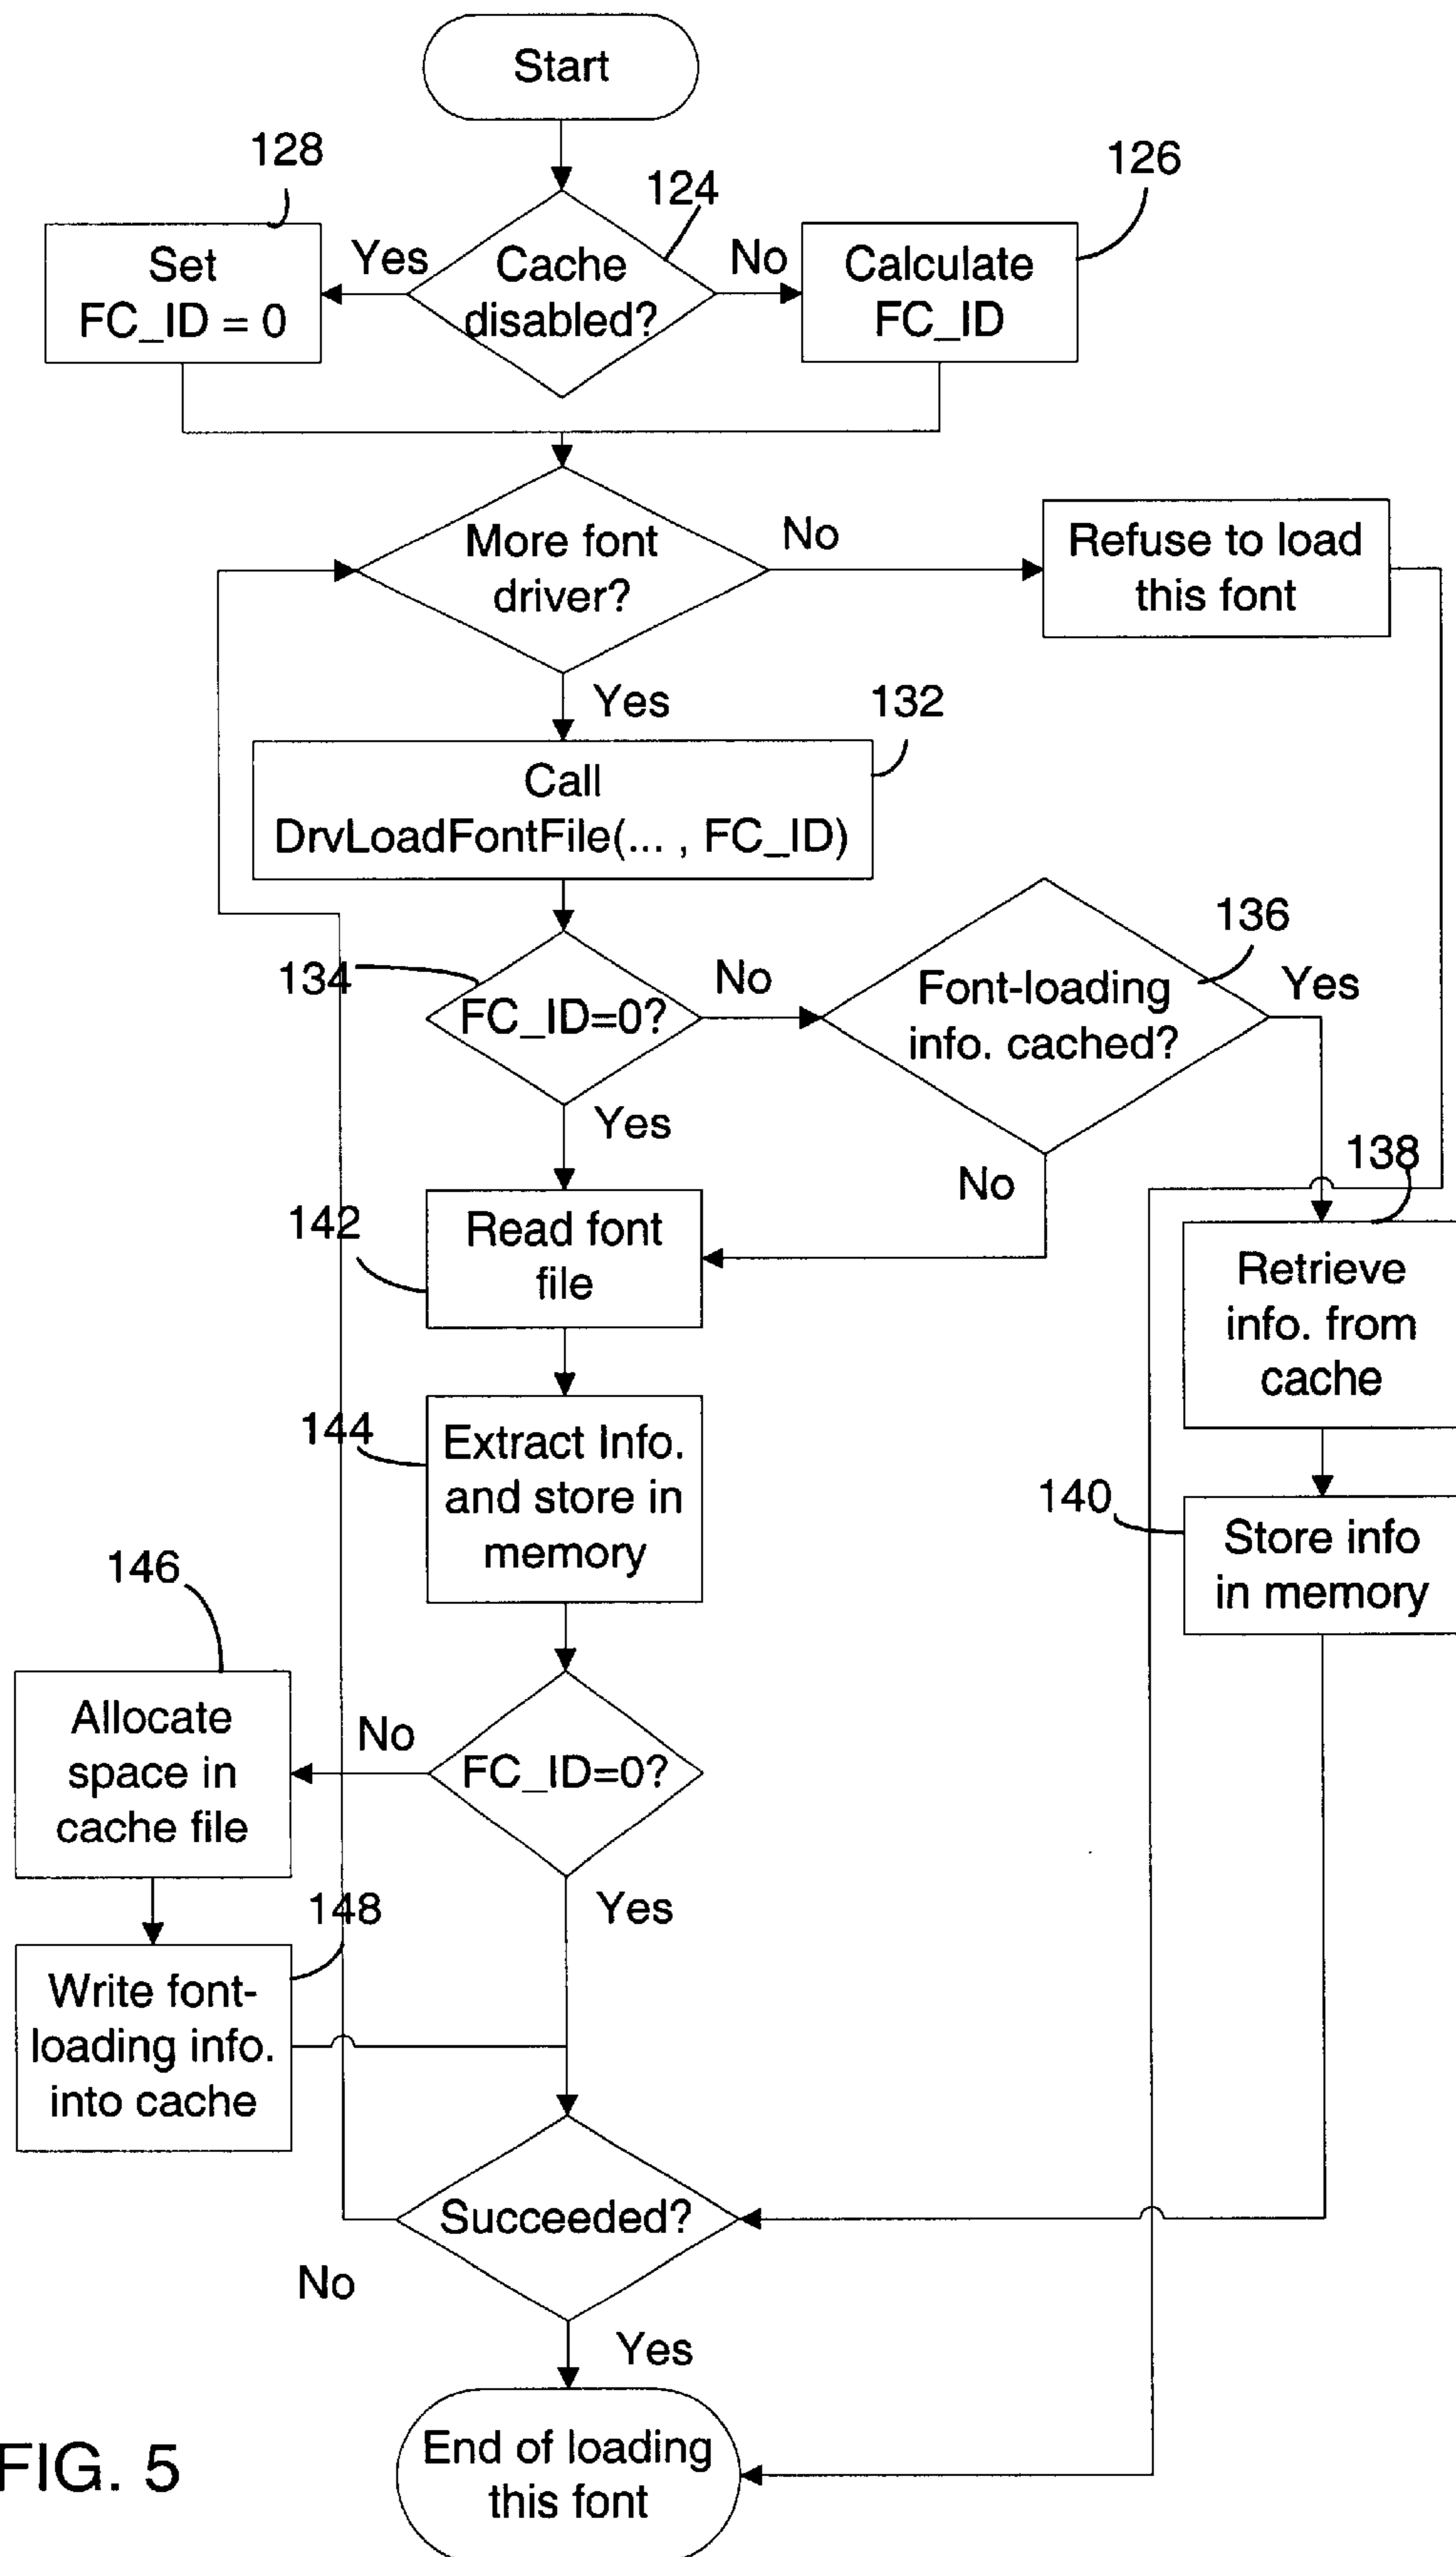 Start
128
124
126
Set
FC_ID = 0
Yes
Cache
disabled?
No
Calculate
FC_ID
More font
driver?
No
Refuse to load
this font
Yes
132
Call
DrvLoadFontFile(... , FC_ID)
134
FC_ID=0?
No
136
Font-loading
info. cached?
Yes
Yes
No
138
142
Read font
file
Retrieve
info. from
cache
144
Extract Info.
and store in
memory
140
Store info
in memory
146
Allocate
space in
cache file
No
FC_ID=0?
Yes
148
Write font-
loading info.
into cache
Succeeded?
No
Yes
End of loading
this font
FIG. 5